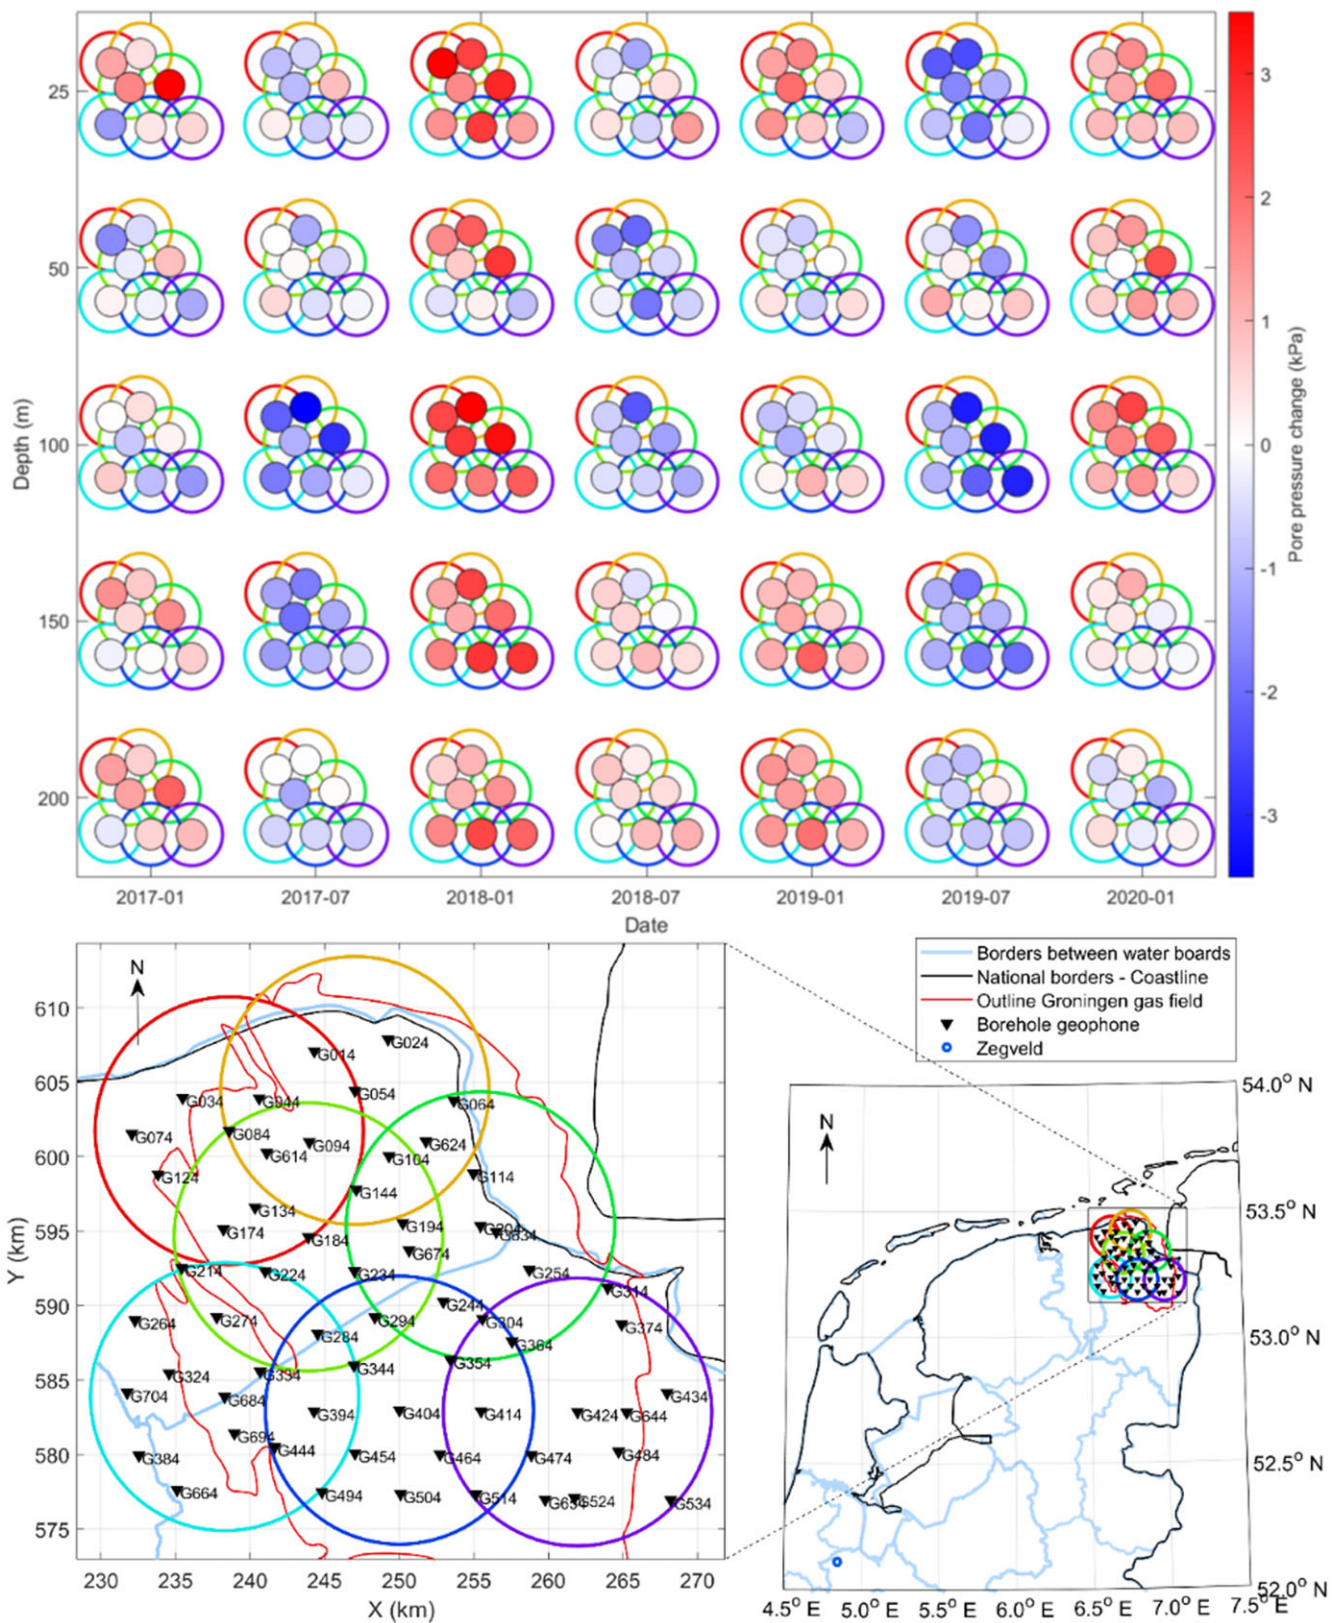 25
50
100
150
200
Depth (m)
2017-01
2017-07
2018-01
2018-07
2019-01
2019-07
2020-01
Date
3
2
1
0
-1
-2
-3
Pore pressure change (kPa)
N
610
605
600
595
590
585
580
575
Y (km)
G024
G014
G054
G034
G044
G064
G074
G084
G094
G624
G614
G104
G124
G114
G144
G134
G174
G194
G204
G184
G634
G674
G214
G224
G234
G254
G314
G244
G264
G274
G294
G304
G374
G284
G364
G344
G354
G324
G334
G704
G684
G434
G394
G404
G414
G424
G644
G694
G444
G384
G454
G464
G474
G484
G664
G494
G504
G514
G524
G534
230
235
240
245
250
255
260
265
270
X (km)
Borders between water boards
National borders - Coastline
Outline Groningen gas field
Borehole geophone
Zegveld
N
54.0° N
53.5° N
53.0° N
52.5° N
52.0° N
4.5° E
5.0° E
5.5° E
6.0° E
6.5° E
7.0° E
7.5° E